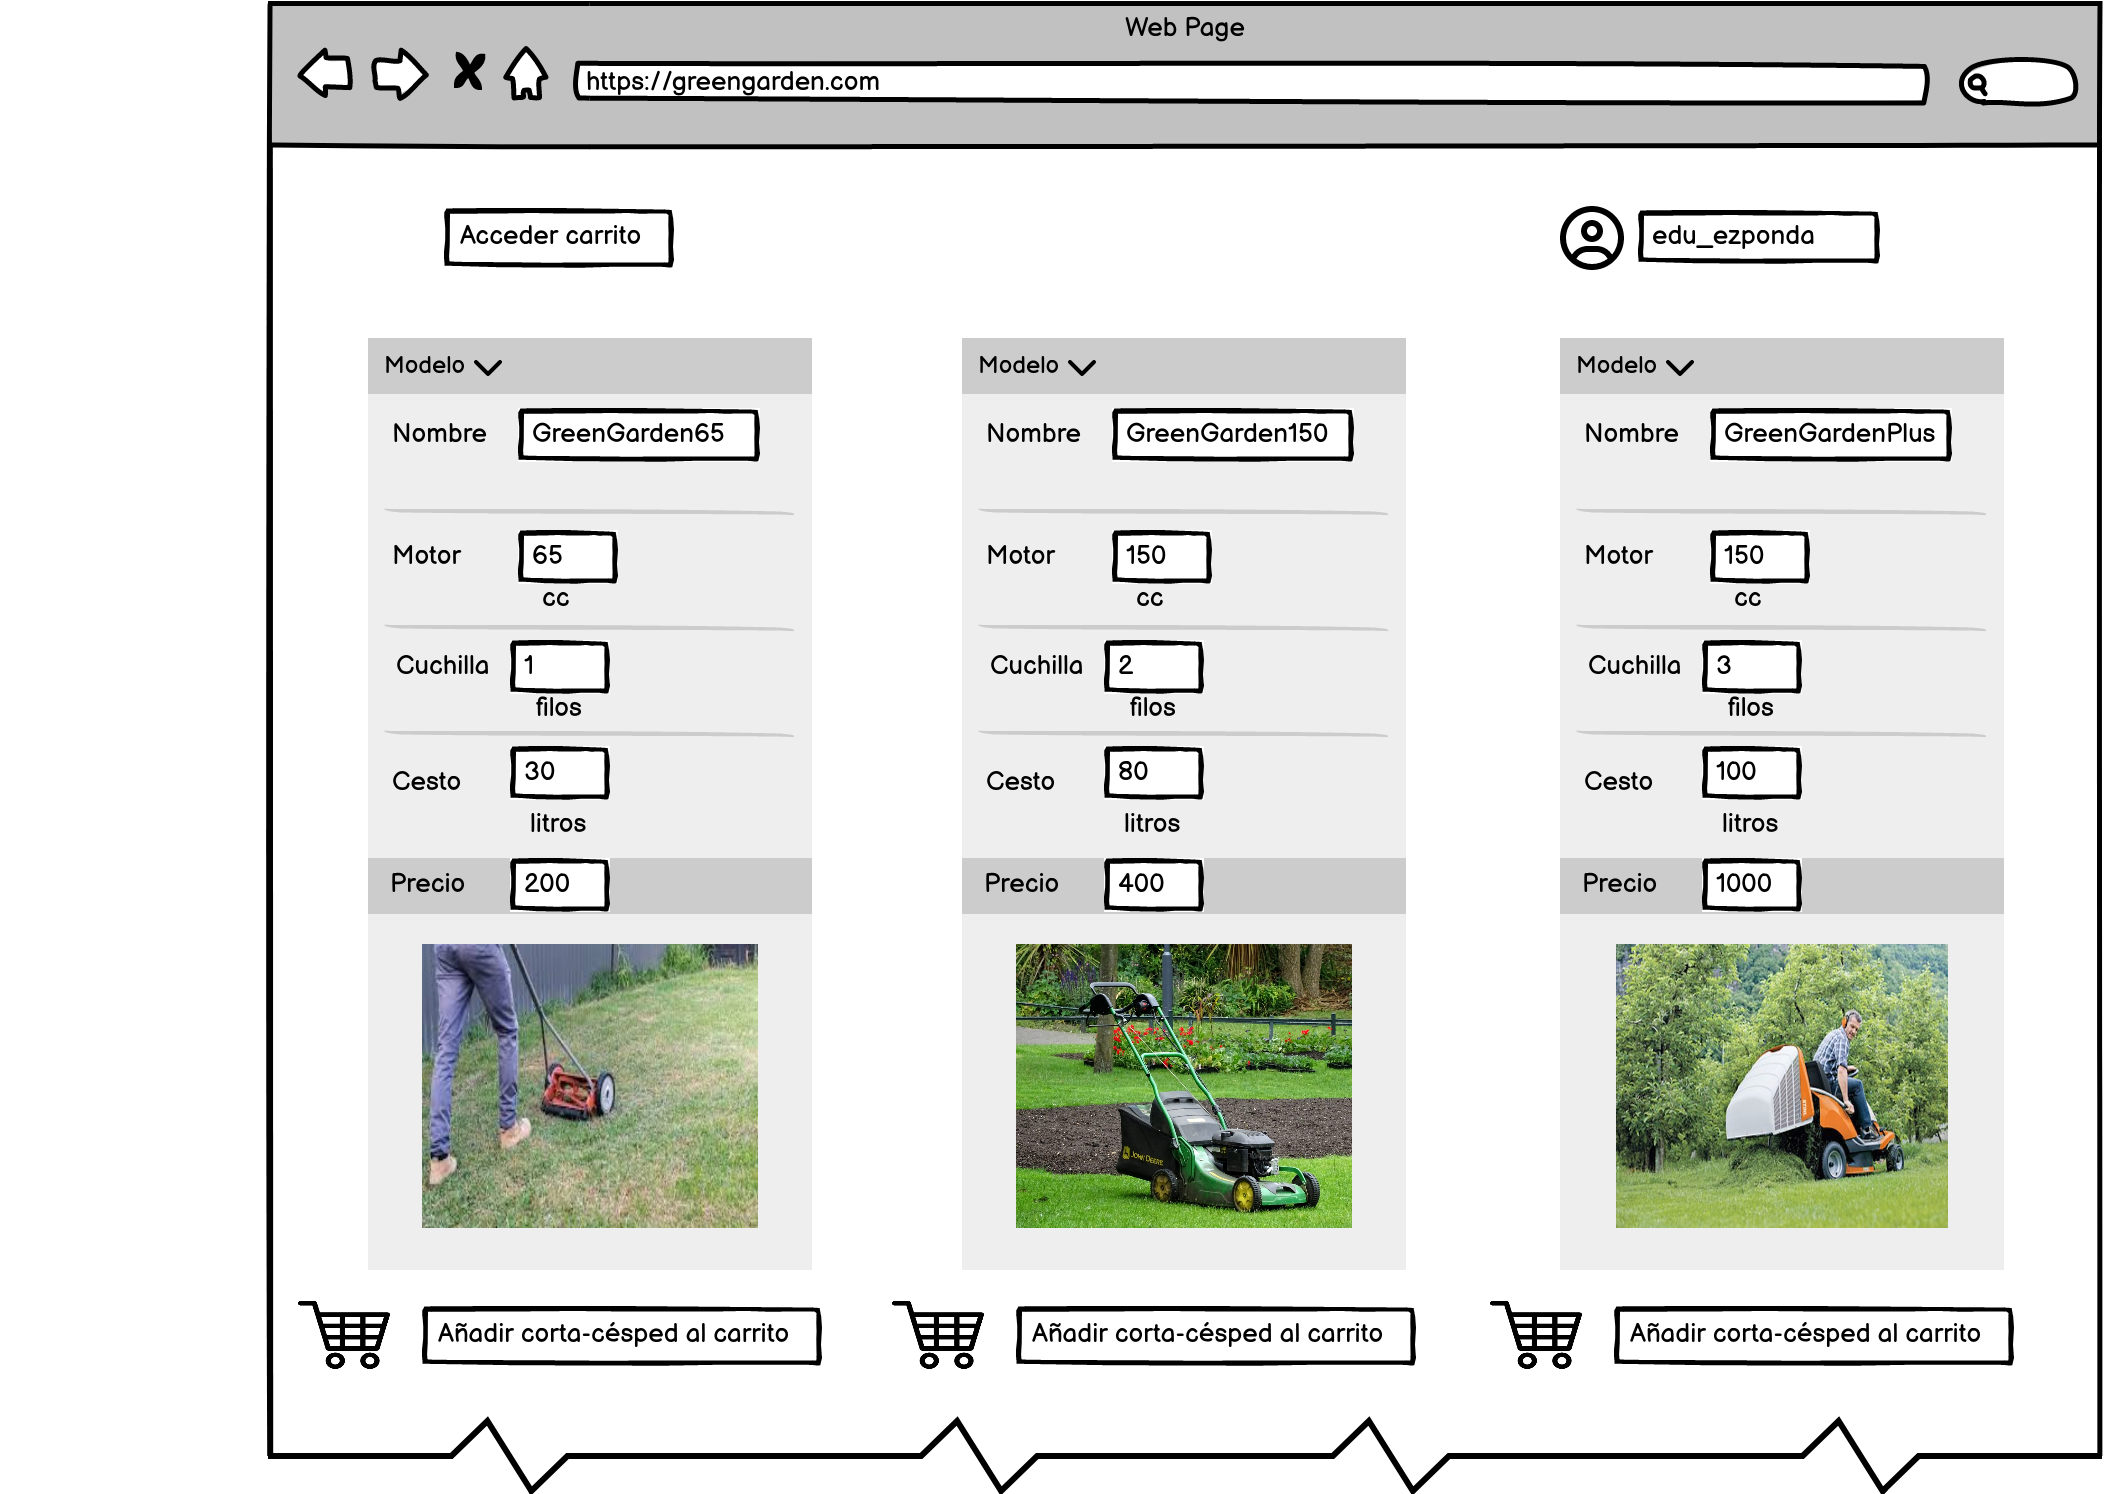 Web Page
https://greengarden.com
Acceder carrito
edu_ezponda
Modelo
Nombre GreenGarden65
Motor 65
cc
Cuchilla 1
filos
Cesto 30
litros
Precio 200
Añadir corta-césped al carrito
Modelo
Nombre GreenGarden150
Motor 150
cc
Cuchilla 2
filos
Cesto 80
litros
Precio 400
JOHN DEERE
Añadir corta-césped al carrito
Modelo
Nombre GreenGardenPlus
Motor 150
cc
Cuchilla 3
filos
Cesto 100
litros
Precio 1000
Añadir corta-césped al carrito